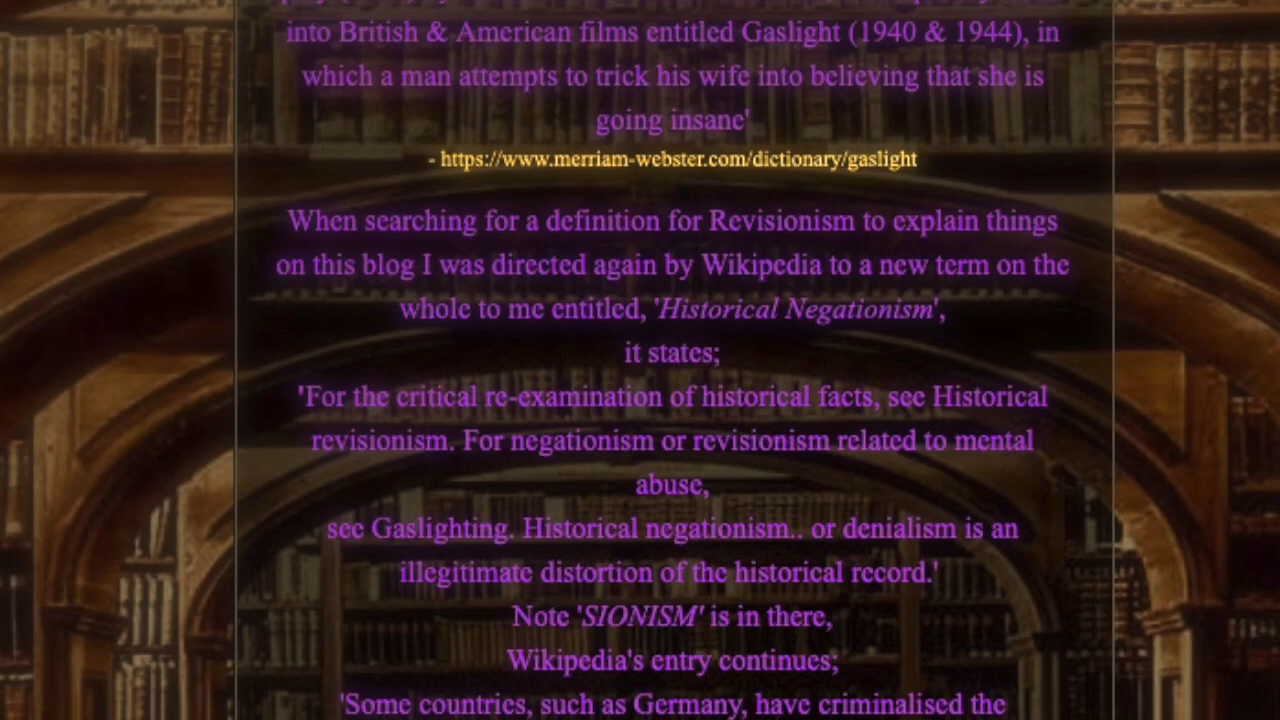 into British & American films entitled Gaslight (1940 & 1944), in
which a man attempts to trick his wife into believing that she is
going insane'
- https://www.merriam-webster.com/dictionary/gaslight
When searching for a definition for Revisionism to explain things
on this blog I was directed again by Wikipedia to a new term on the
whole to me entitled, 'Historical Negationism',
it states;
'For the critical re-examination of historical facts, see Historical
revisionism. For negationism or revisionism related to mental
abuse,
see Gaslighting. Historical negationism.. or denialism is an
illegitimate distortion of the historical record.'
Note 'SIONISM' is in there,
Wikipedia's entry continues;
'Some countries, such as Germany, have criminalised the